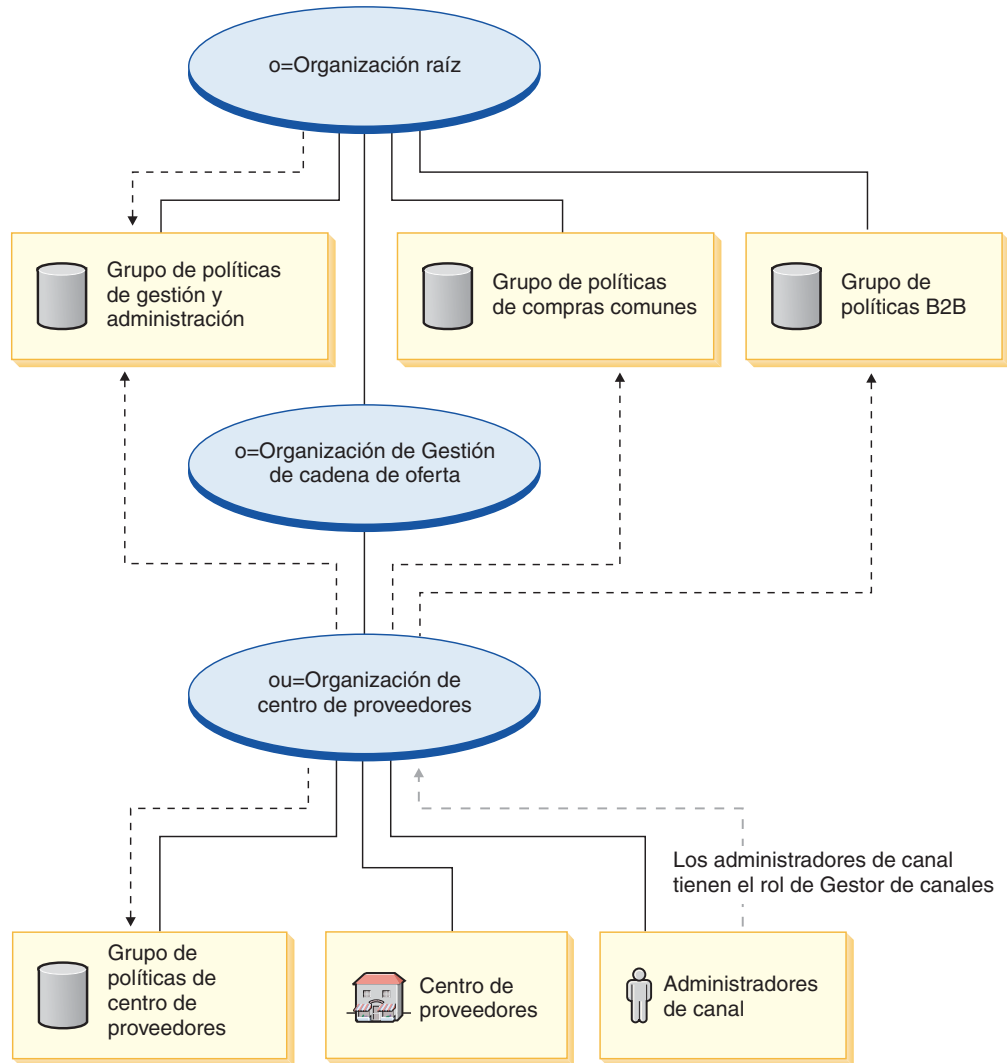 o=Organización raíz
Grupo de políticas
de gestión y
administración
Grupo de políticas
de compras comunes
Grupo de
políticas B2B
o=Organización de Gestión
de cadena de oferta
ou=Organización de
centro de proveedores
Los administradores de canal
tienen el rol de Gestor de canales
Grupo de
políticas de
centro de
proveedores
Centro de
proveedores
Administradores
de canal